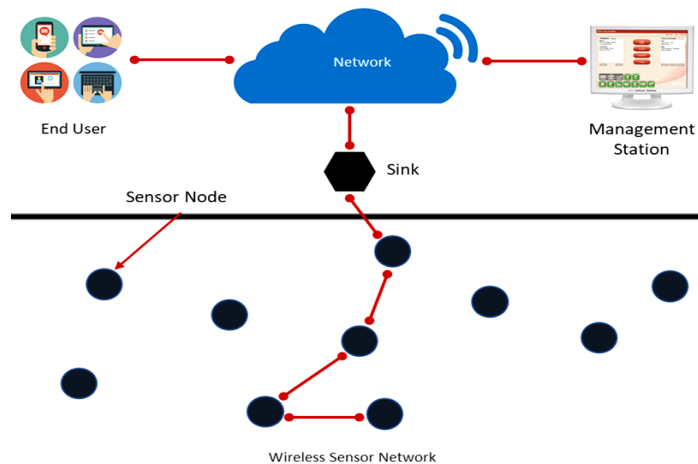 Network
End User
Management
Station
Sink
Sensor Node
Wireless Sensor Network